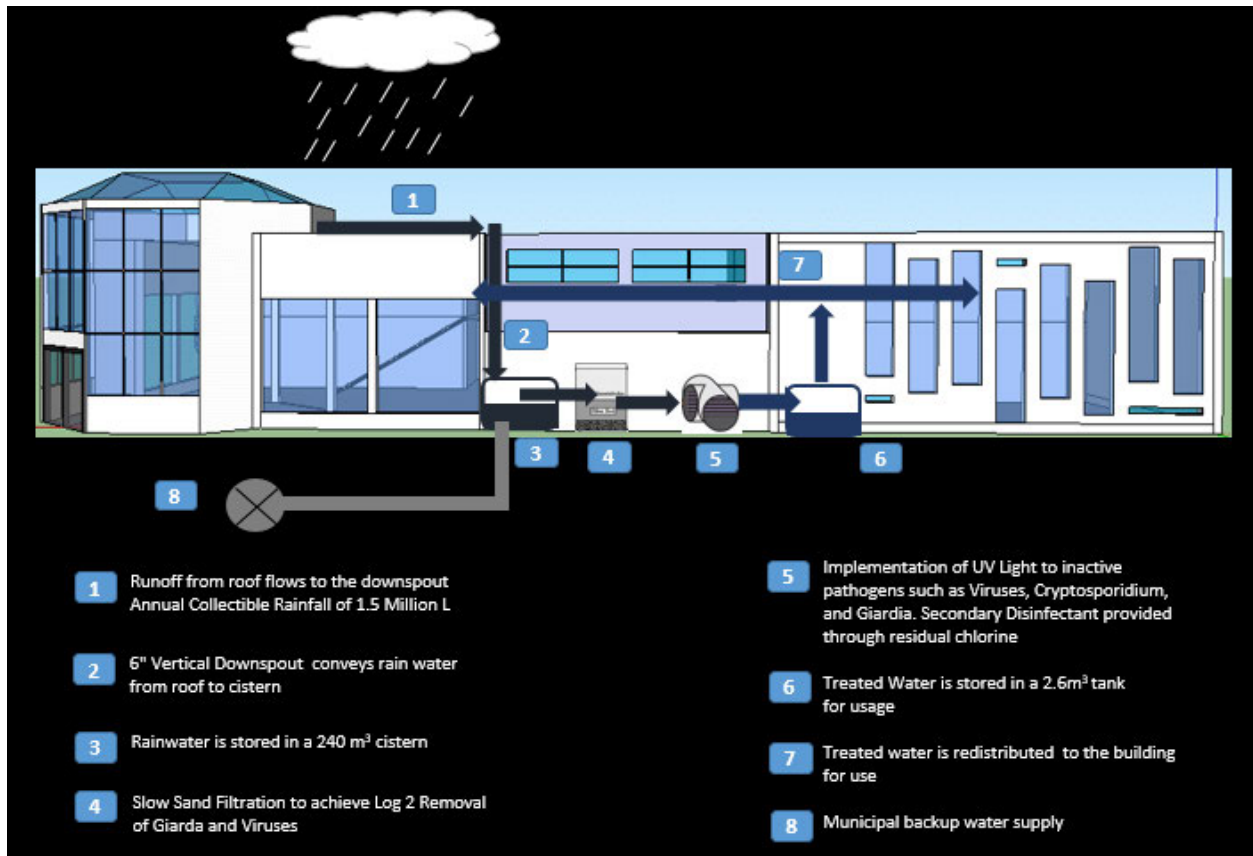 1
7
2
3
4
5
6
8
1
Runoff from roof flows to the downspout
Annual Collectible Rainfall of 1.5 Million L
2
6" Vertical Downspout conveys rain water
from roof to cistern
3
Rainwater is stored in a 240 m³ cistern
4
Slow Sand Filtration to achieve Log 2 Removal
of Giarda and Viruses
5
Implementation of UV Light to inactive
pathogens such as Viruses, Cryptosporidium,
and Giardia. Secondary Disinfectant provided
through residual chlorine
6
Treated Water is stored in a 2.6m³ tank
for usage
7
Treated water is redistributed to the building
for use
8
Municipal backup water supply